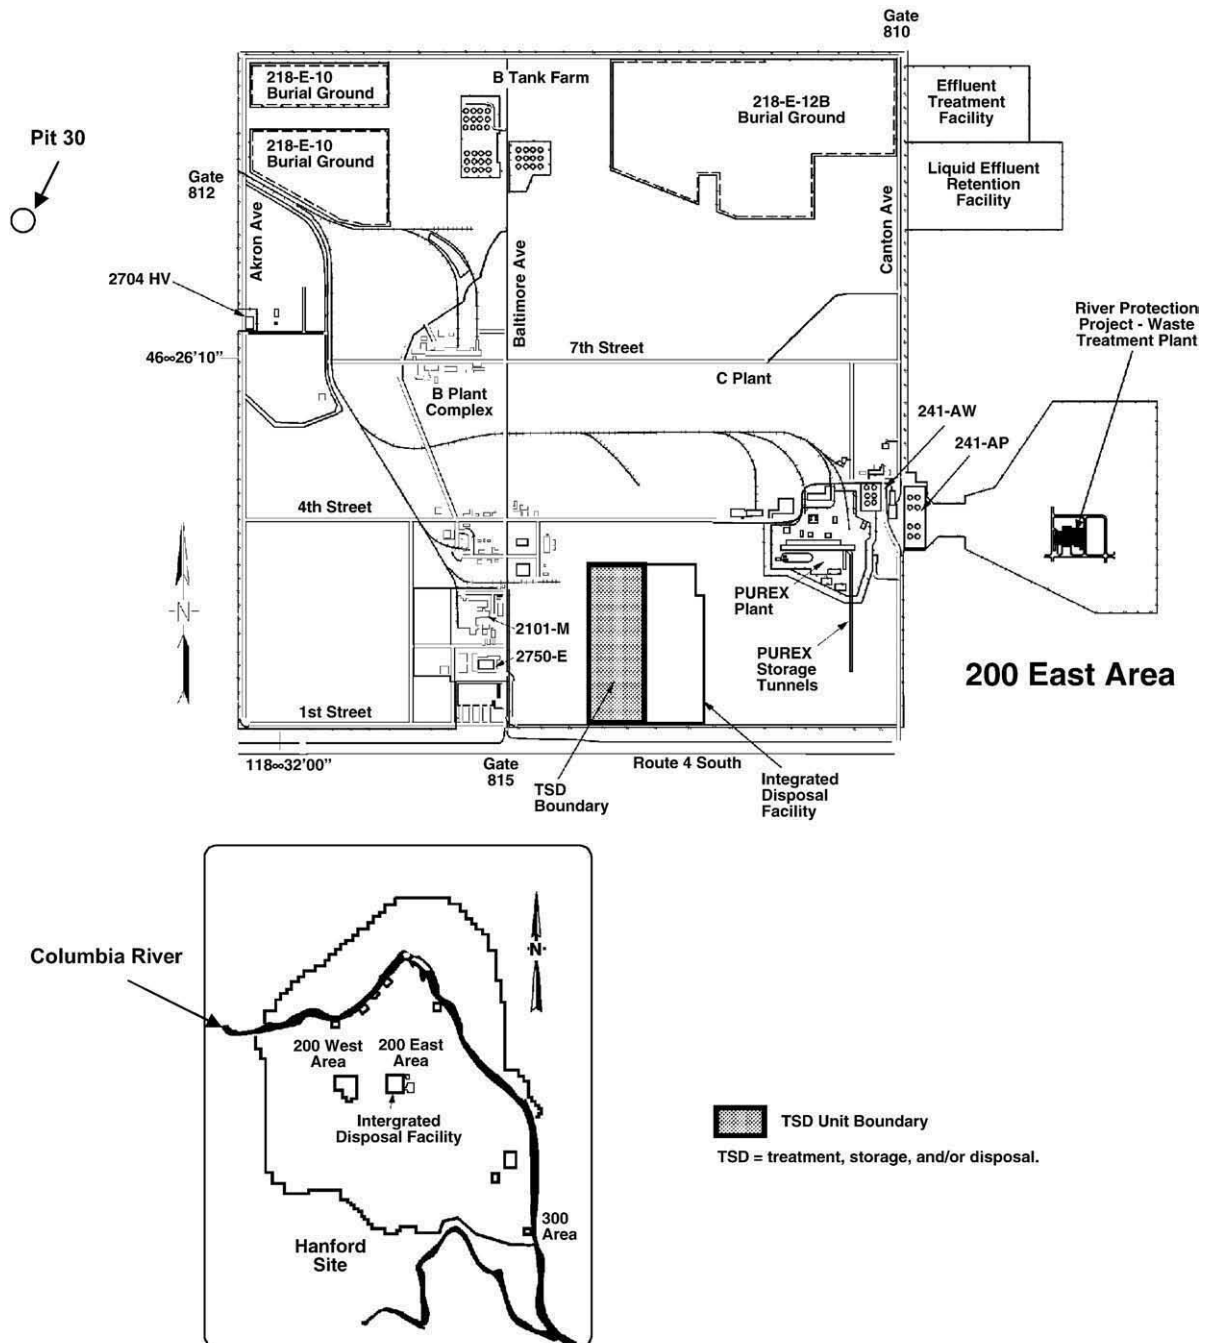 Gate
810
218-E-10
Burial Ground
B Tank Farm
218-E-12B
Burial Ground
Effluent
Treatment
Facility
Pit 30
218-E-10
Burial Ground
Gate
812
Liquid Effluent
Retention
Facility
Akron Ave
Baltimore Ave
Canton Ave
2704 HV
River Protection
Project - Waste
Treatment Plant
46∞26'10”
7th Street
C Plant
B Plant
Complex
241-AW
241-AP
4th Street
N
PUREX
Plant
2101-M
2750-E
PUREX
Storage
Tunnels
200 East Area
1st Street
118∞32'00”
Gate
815
TSD
Boundary
Route 4 South
Integrated
Disposal
Facility
Columbia River
N
200 West
Area
200 East
Area
Intergrated
Disposal Facility
TSD Unit Boundary
TSD = treatment, storage, and/or disposal.
300
Area
Hanford
Site